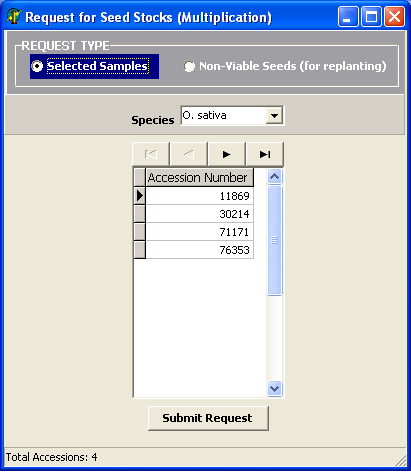 Request for Seed Stocks (Multiplication)
REQUEST TYPE
Selected Samples Non-Viable Seeds (for replanting)
Species O. sativa
Accession Number
11869
30214
71171
76353
Submit Request
Total Accessions: 4